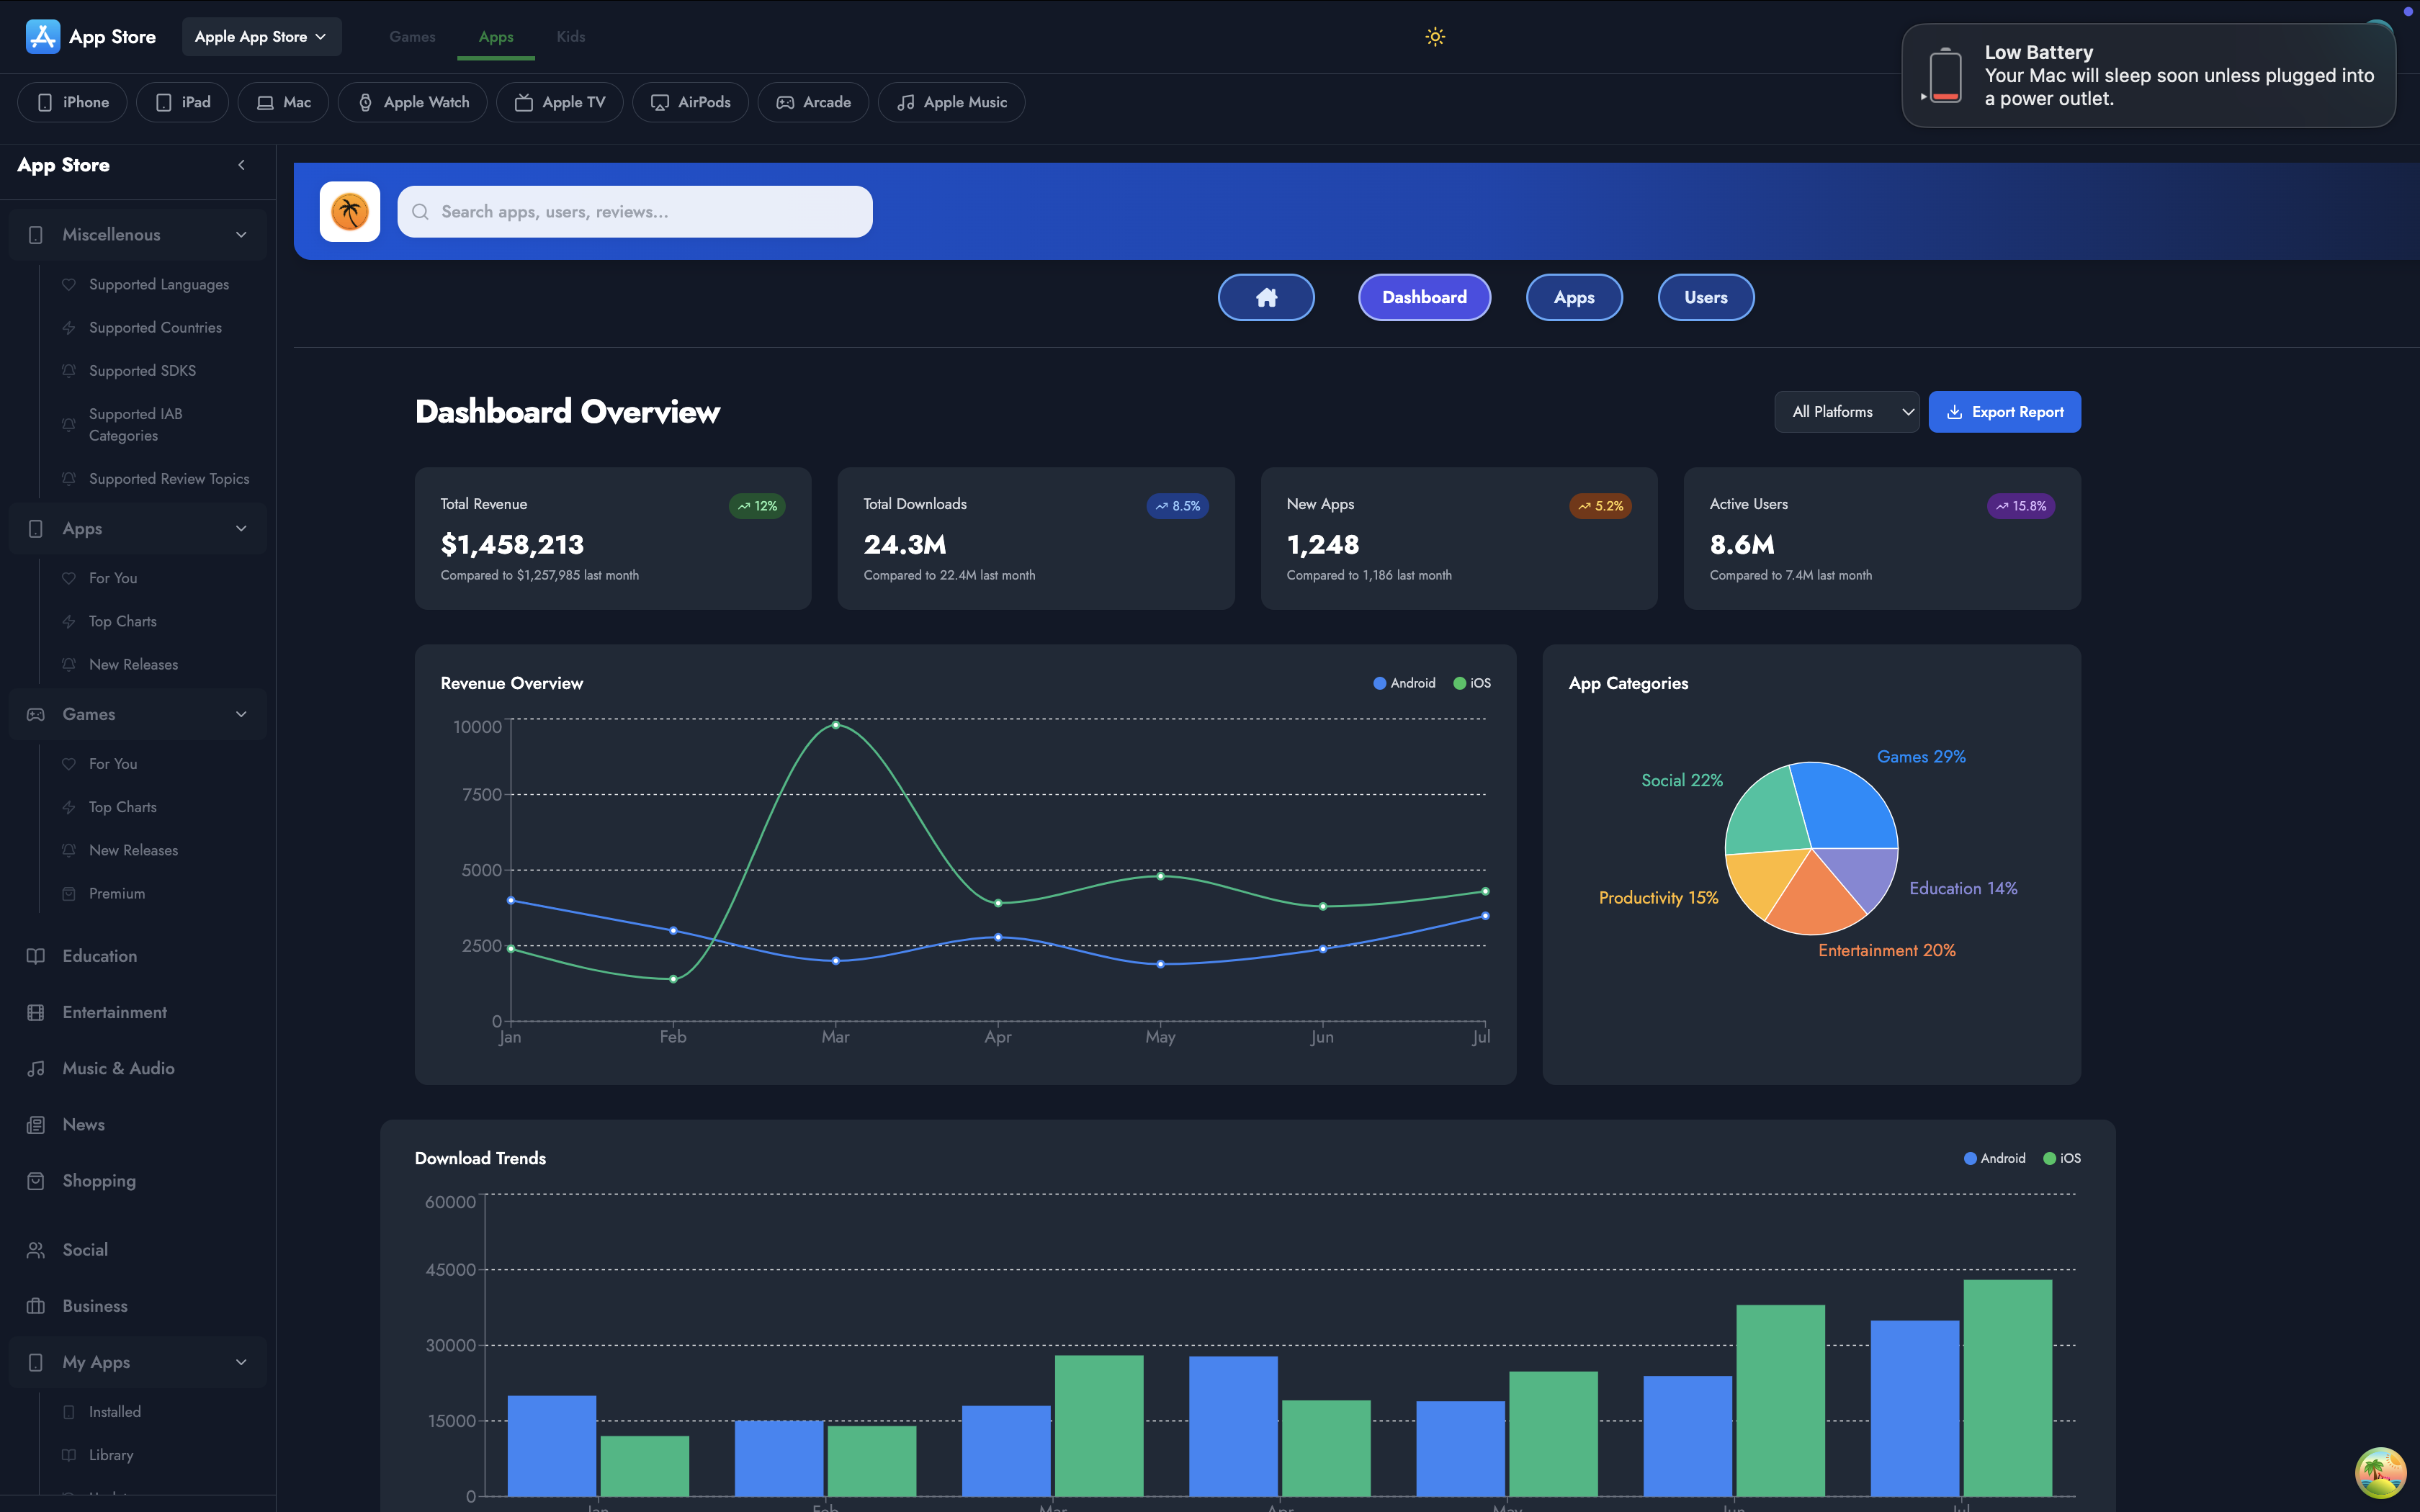 App Store
Apple App Store
Games
Apps
Kids
Low Battery
Your Mac will sleep soon unless plugged into
a power outlet.
iPhone
iPad
Mac
Apple Watch
Apple TV
AirPods
Arcade
Apple Music
App Store
Miscellenous
Supported Languages
Supported Countries
Supported SDKS
Supported IAB
Categories
Supported Review Topics
Apps
For You
Top Charts
New Releases
Games
For You
Top Charts
New Releases
Premium
Education
Entertainment
Music & Audio
News
Shopping
Social
Business
My Apps
Installed
Library
Search apps, users, reviews...
Dashboard
Apps
Users
Dashboard Overview
All Platforms
Export Report
Total Revenue
12%
$1,458,213
Compared to $1,257,985 last month
Total Downloads
8.5%
24.3M
Compared to 22.4M last month
New Apps
5.2%
1,248
Compared to 1,186 last month
Active Users
15.8%
8.6M
Compared to 7.4M last month
Revenue Overview
Android
iOS
10000
7500
5000
2500
0
Jan
Feb
Mar
Apr
May
Jun
Jul
App Categories
Games 29%
Social 22%
Productivity 15%
Education 14%
Entertainment 20%
Download Trends
Android
iOS
60000
45000
30000
15000
0
Jan
Feb
Mar
Apr
May
Jun
Jul